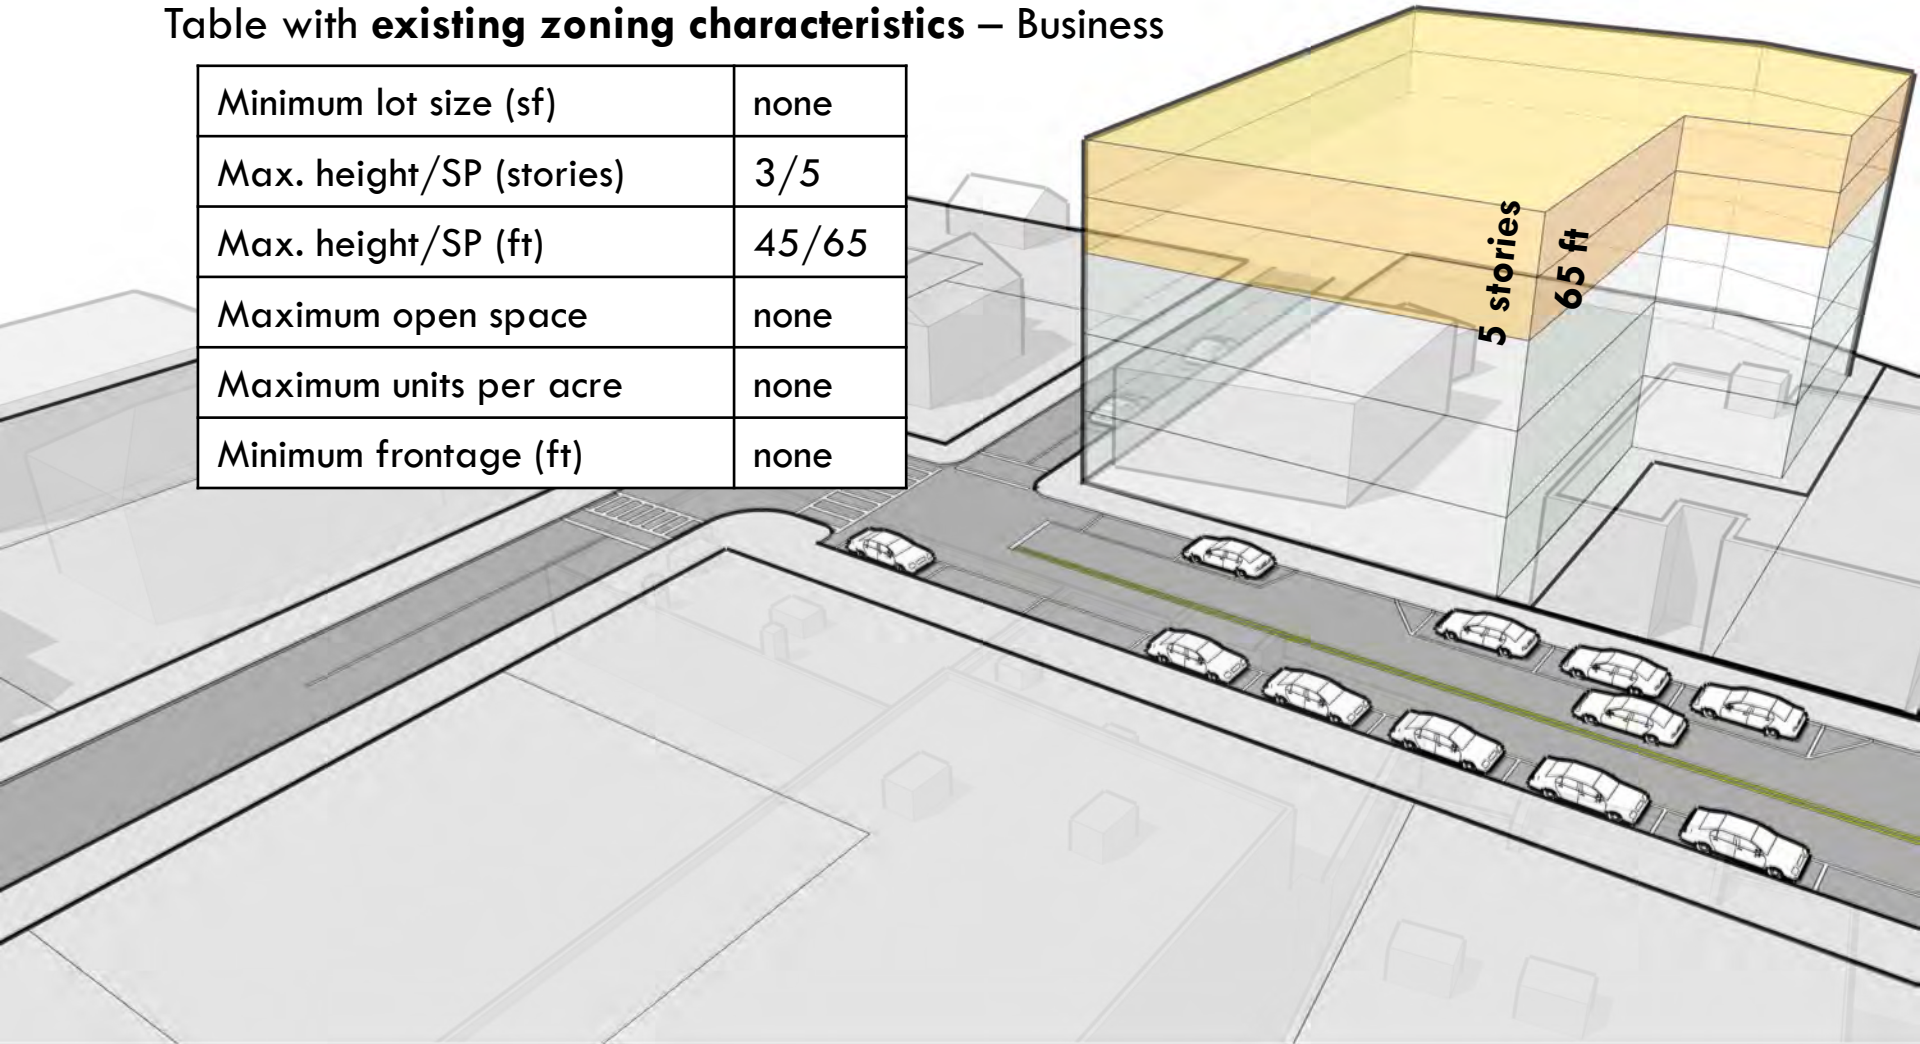 Table with existing zoning characteristics – Business
Minimum lot size (sf) none
Max. height/SP (stories) 3/5
Max. height/SP (ft) 45/65
Maximum open space none
Maximum units per acre none
Minimum frontage (ft) none
5 stories
65 ft